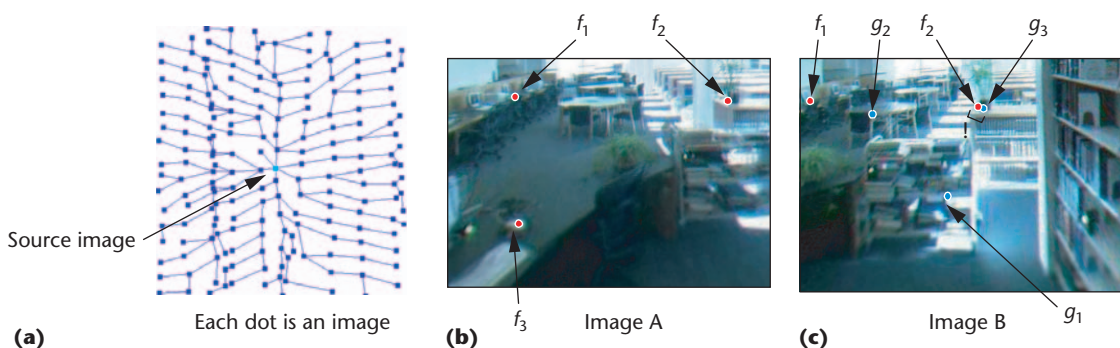 f1
f2
f1
g2
f2
g3
!
Source image
f3
g1
(a)
Each dot is an image
(b)
Image A
(c)
Image B